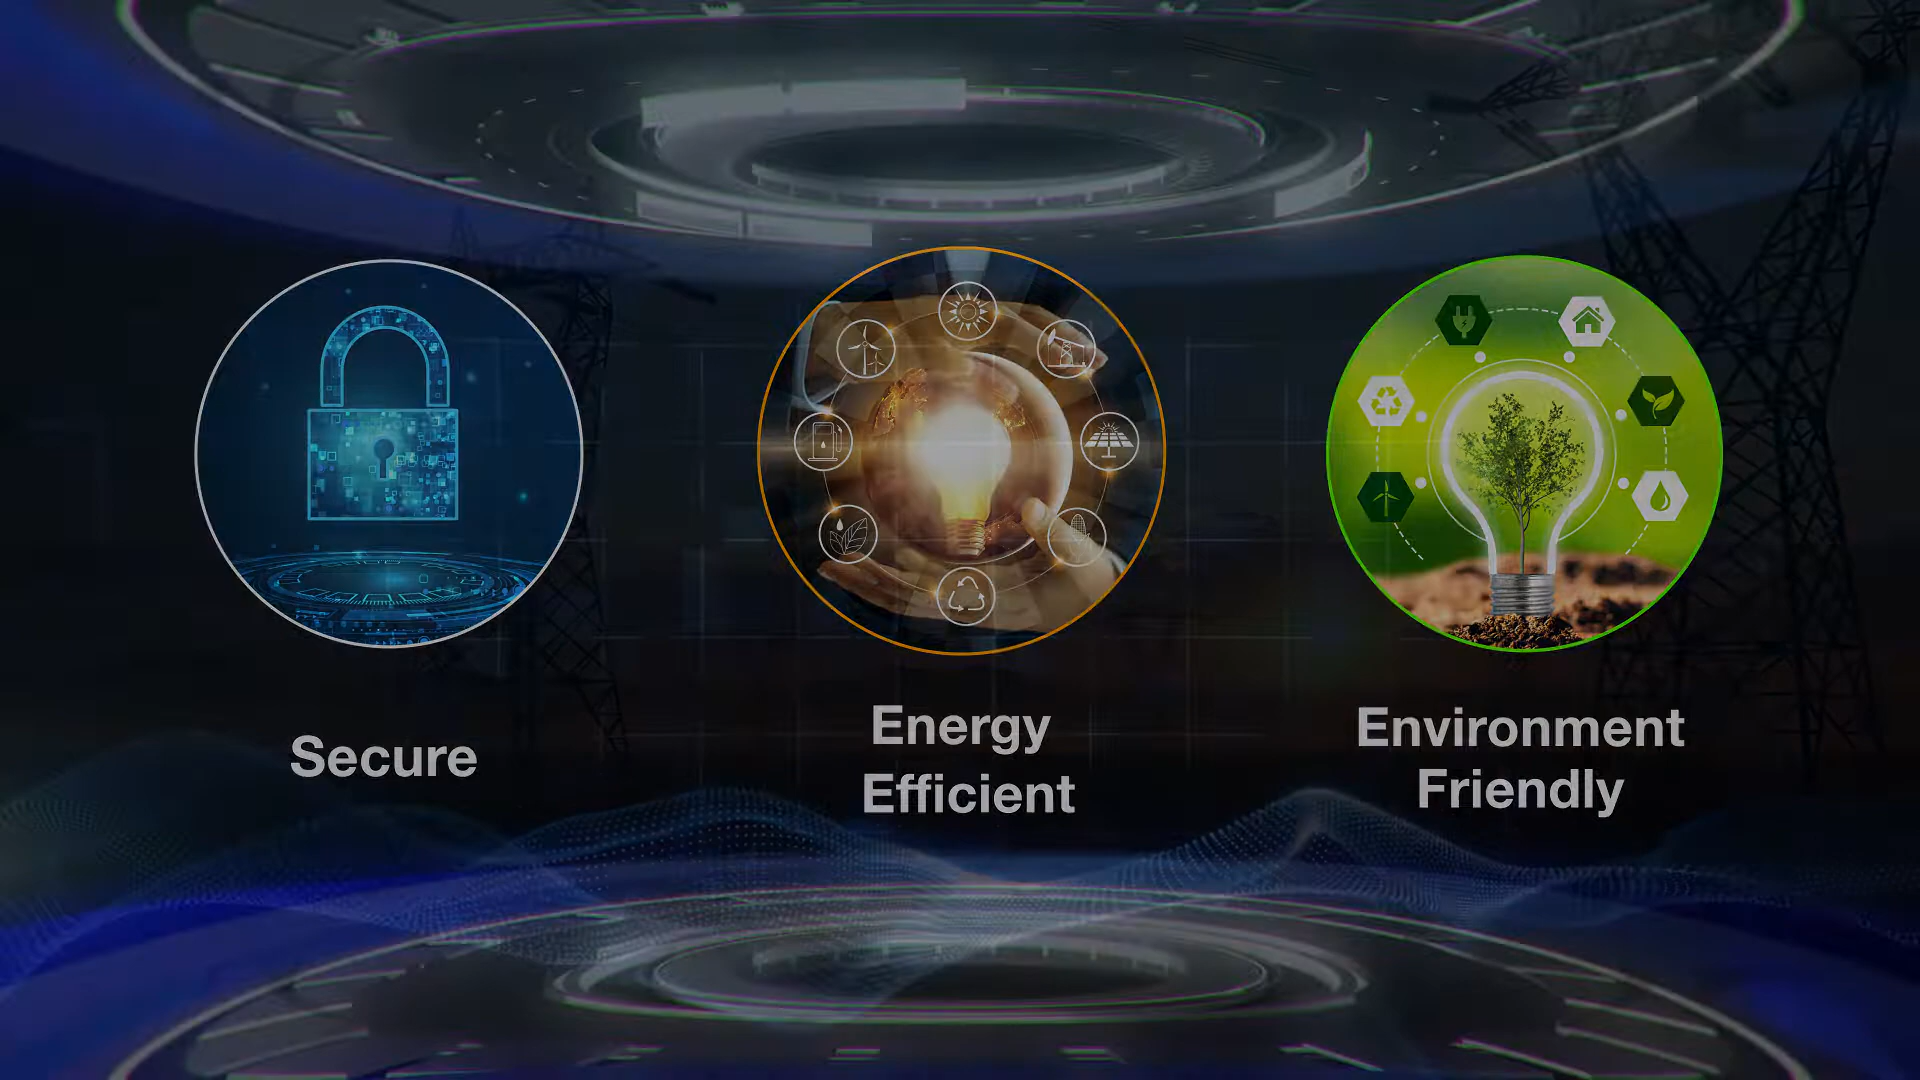 Secure
Energy
Efficient
Environment
Friendly